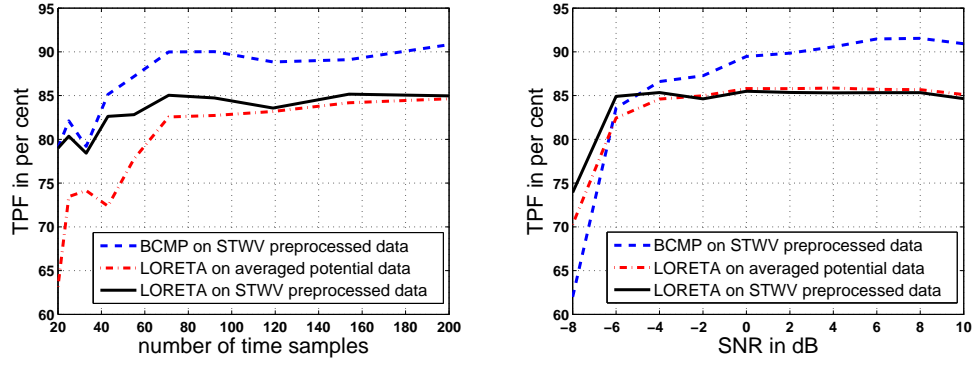 95
90
85
80
75
70
65
60
TPF in per cent
BCMP on STWV preprocessed data
LORETA on averaged potential data
LORETA on STWV preprocessed data
20 40 60 80 100 120 140 160 180 200
number of time samples
95
90
85
80
75
70
65
60
TPF in per cent
BCMP on STWV preprocessed data
LORETA on averaged potential data
LORETA on STWV preprocessed data
−8 −6 −4 −2 0 2 4 6 8 10
SNR in dB